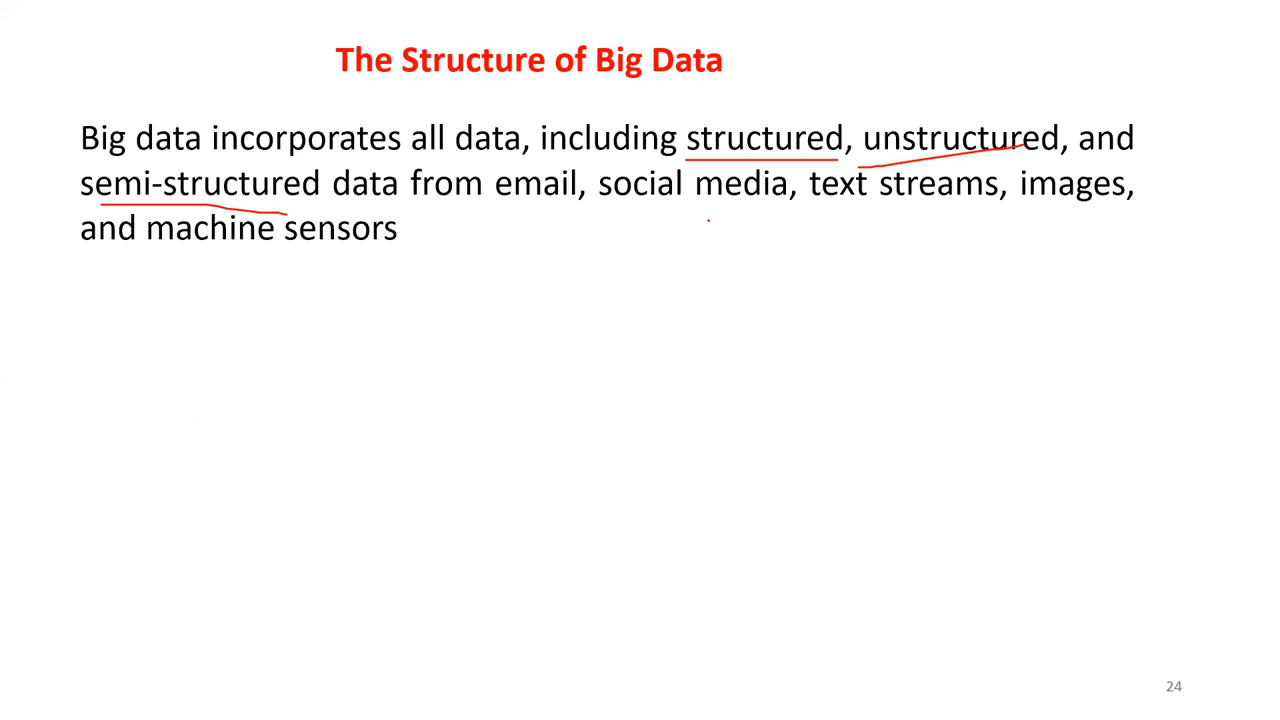 The Structure of Big Data
Big data incorporates all data, including structured, unstructured, and
semi-structured data from email, social media, text streams, images,
and machine sensors
24